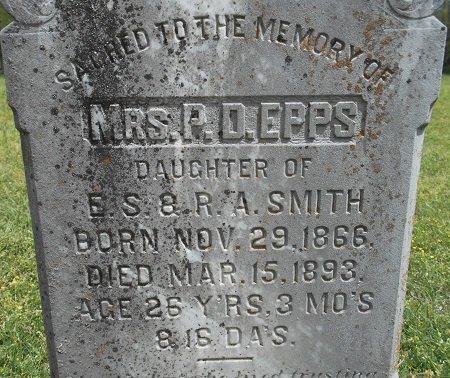 SACRED TO THE MEMORY OF
MRS. P. D. EPPS
DAUGHTER OF
E. S. & R. A. SMITH
BORN NOV. 29. 1866.
DIED MAR. 15, 1893.
AGE 26 Y'RS, 3 MO'S
& 16 DA'S.
trusting